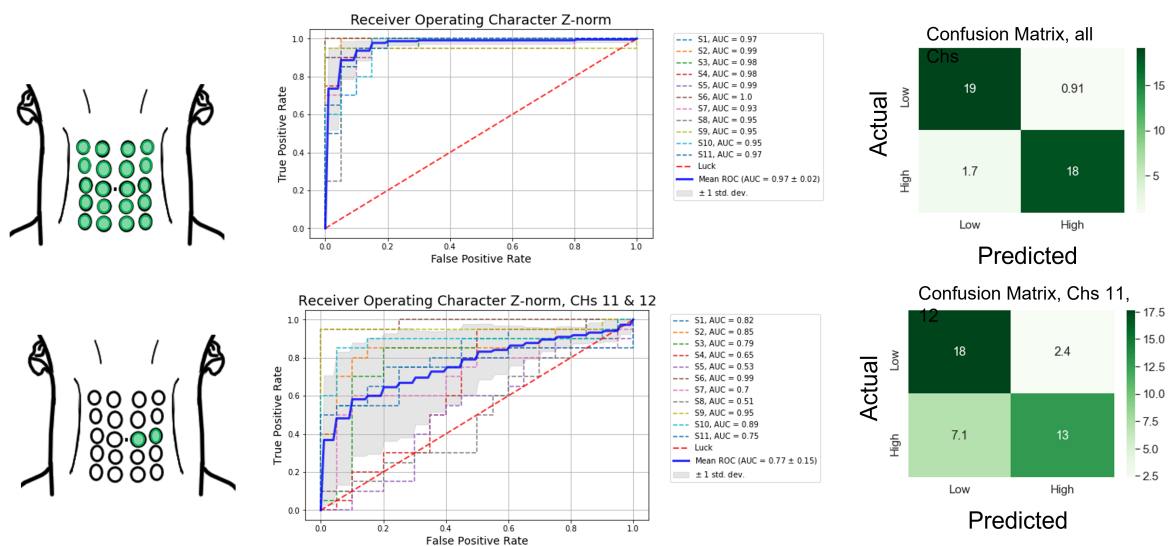 Receiver Operating Character Z-norm
True Positive Rate
1.0
0.8
0.6
0.4
0.2
0.0
0.0 0.2 0.4 0.6 0.8 1.0
False Positive Rate
S1, AUC = 0.97
S2, AUC = 0.99
S3, AUC = 0.98
S4, AUC = 0.98
S5, AUC = 0.99
S6, AUC = 1.0
S7, AUC = 0.93
S8, AUC = 0.95
S9, AUC = 0.95
S10, AUC = 0.95
S11, AUC = 0.97
Luck
Mean ROC (AUC = 0.97 ± 0.02)
± 1 std. dev.
Confusion Matrix, all
Chs
Actual
Low
High
19 0.91
1.7 18
Low High
Predicted
15
10
5
Receiver Operating Character Z-norm, CHs 11 & 12
True Positive Rate
1.0
0.8
0.6
0.4
0.2
0.0
0.0 0.2 0.4 0.6 0.8 1.0
False Positive Rate
S1, AUC = 0.82
S2, AUC = 0.85
S3, AUC = 0.79
S4, AUC = 0.65
S5, AUC = 0.53
S6, AUC = 0.99
S7, AUC = 0.7
S8, AUC = 0.51
S9, AUC = 0.95
S10, AUC = 0.89
S11, AUC = 0.75
Luck
Mean ROC (AUC = 0.77 ± 0.15)
± 1 std. dev.
Confusion Matrix, Chs 11,
12
Actual
Low
High
18 2.4
7.1 13
Low High
Predicted
17.5
15.0
12.5
10.0
7.5
5.0
2.5